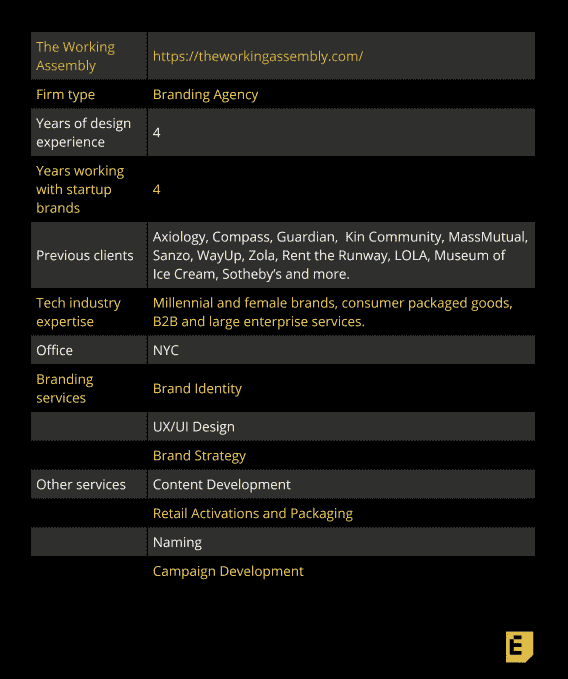 The Working
Assembly
https://theworkingassembly.com/
Firm type
Branding Agency
Years of design
experience
4
Years working
with startup
brands
4
Previous clients
Axiology, Compass, Guardian,  Kin Community, MassMutual,
Sanzo, WayUp, Zola, Rent the Runway, LOLA, Museum of
Ice Cream, Sotheby's and more.
Tech industry
expertise
Millennial and female brands, consumer packaged goods,
B2B and large enterprise services.
Office
NYC
Branding
services
Brand Identity
UX/UI Design
Brand Strategy
Other services
Content Development
Retail Activations and Packaging
Naming
Campaign Development
E